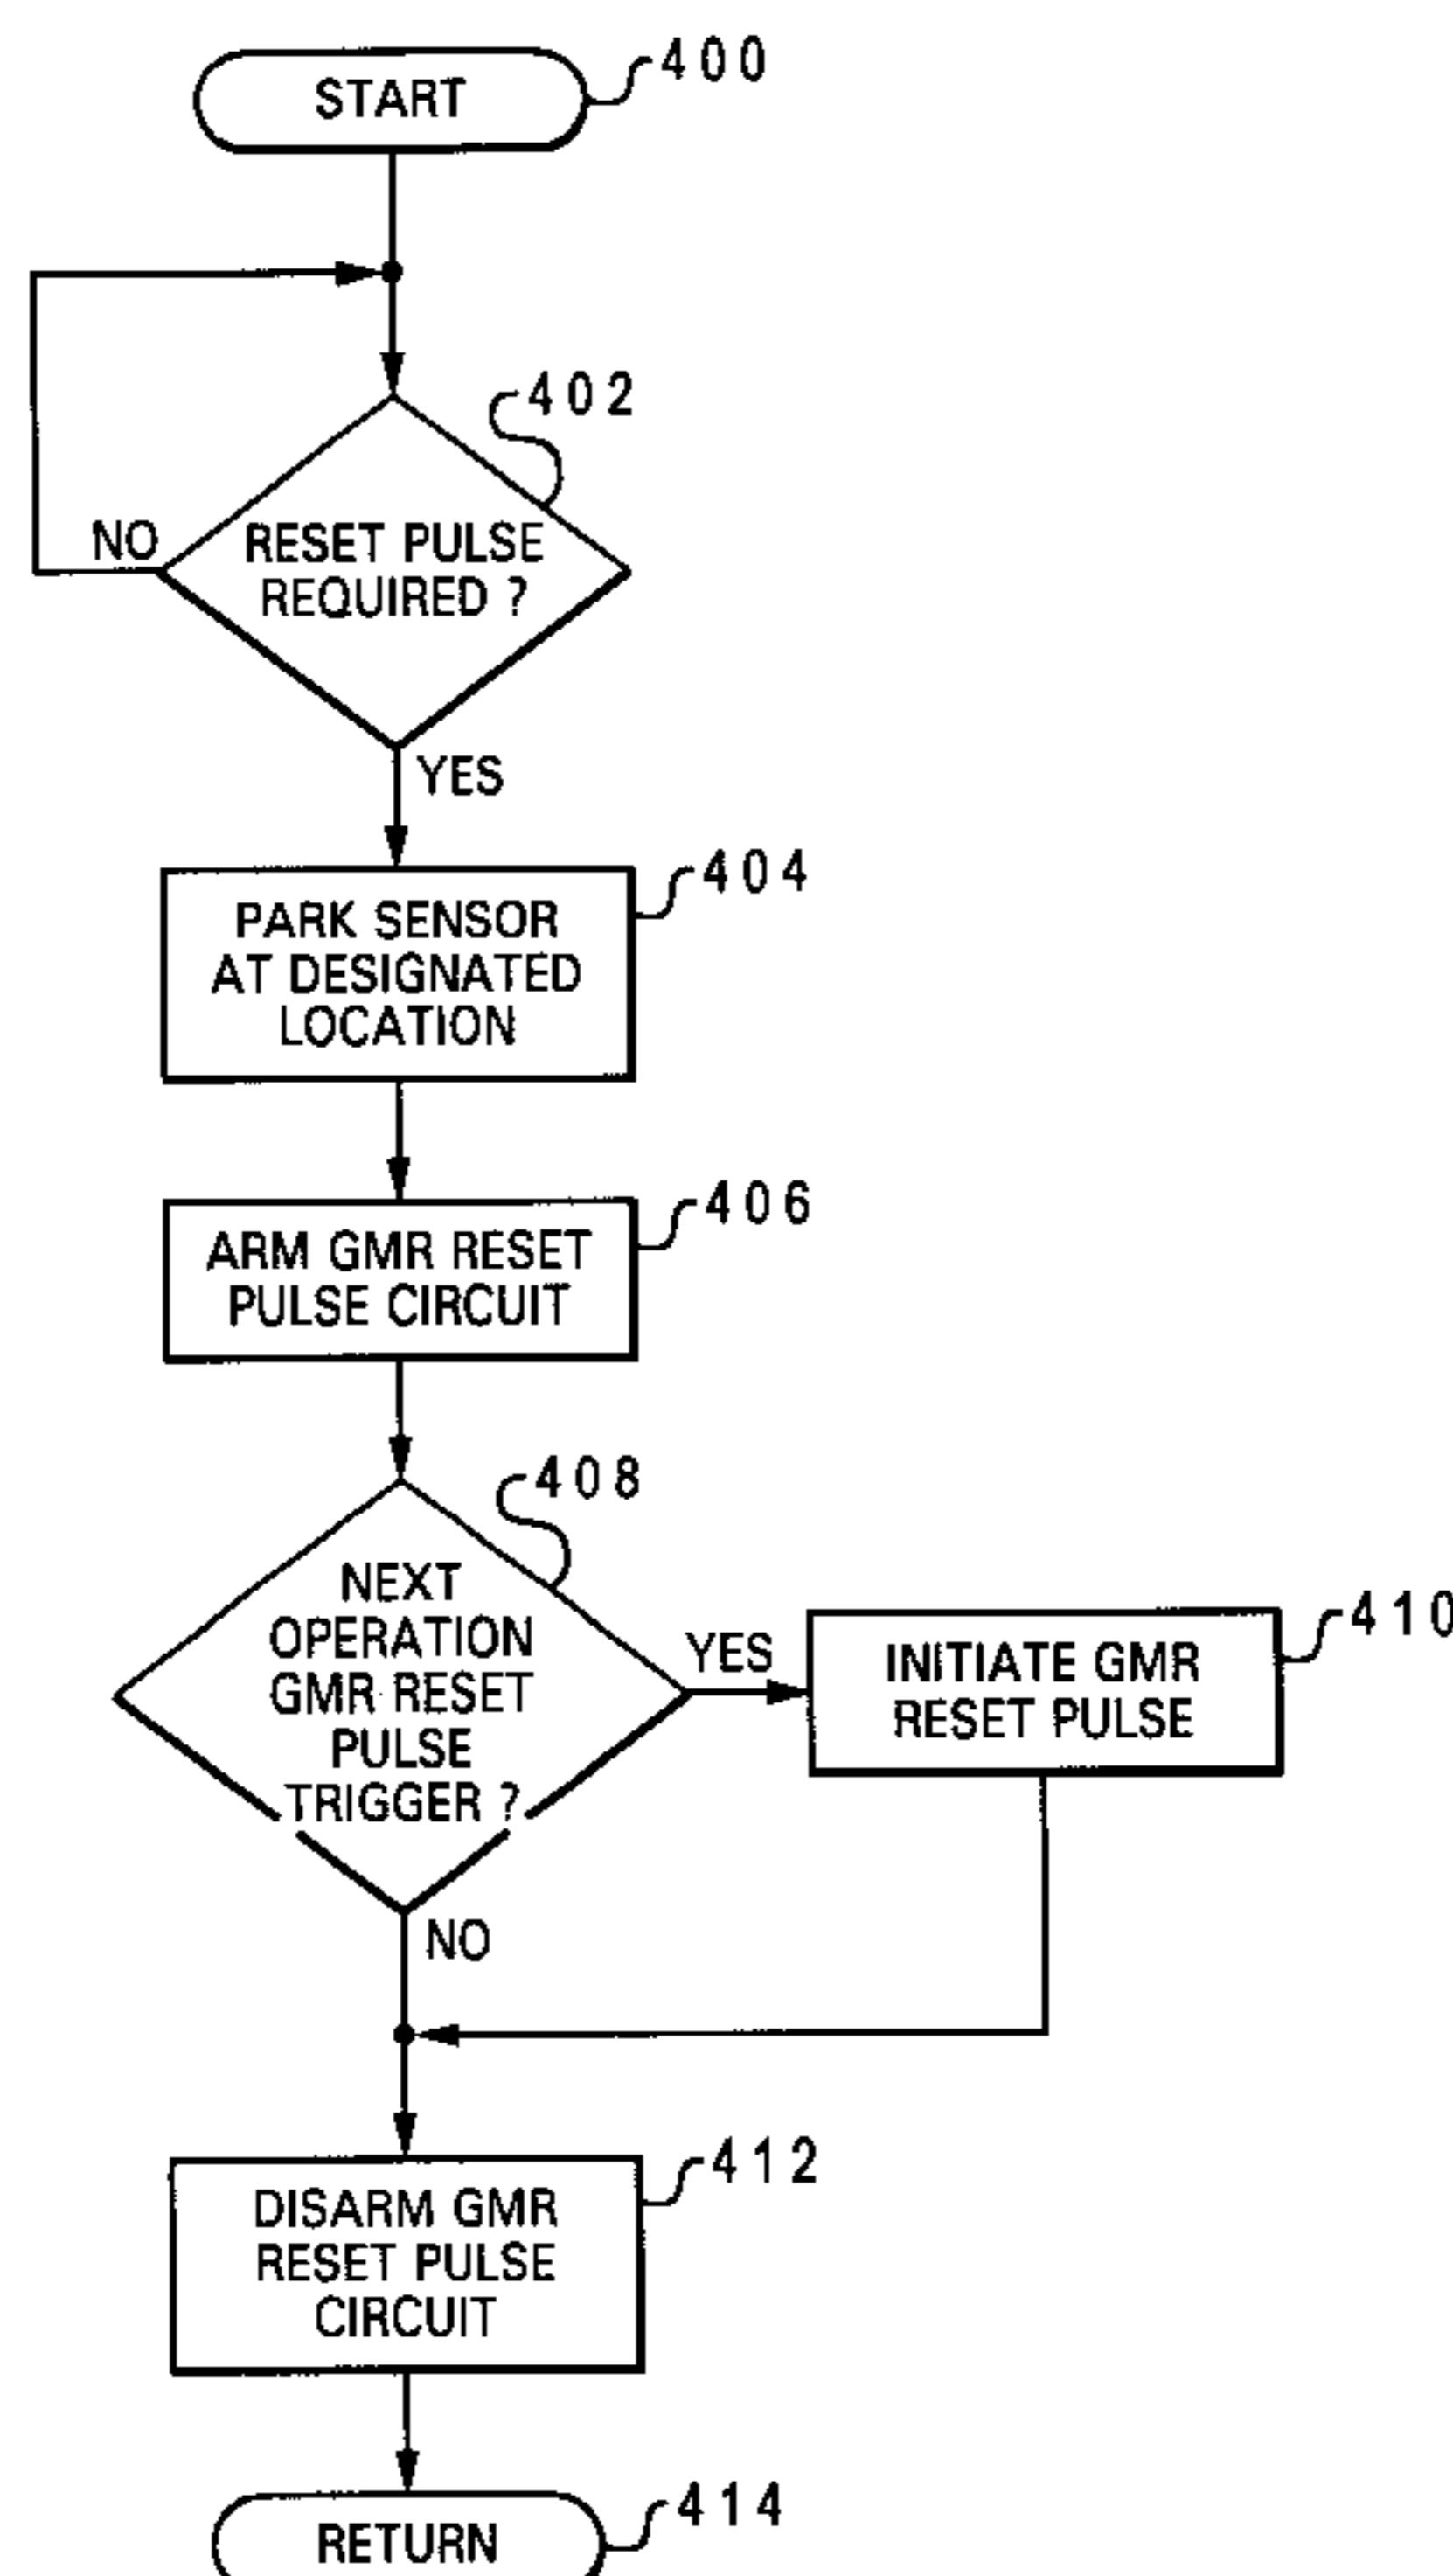 START
400
402
NO
RESET PULSE
REQUIRED ?
YES
404
PARK SENSOR
AT DESIGNATED
LOCATION
406
ARM GMR RESET
PULSE CIRCUIT
408
NEXT
OPERATION
GMR RESET
PULSE
TRIGGER ?
YES
410
INITIATE GMR
RESET PULSE
NO
412
DISARM GMR
RESET PULSE
CIRCUIT
414
RETURN